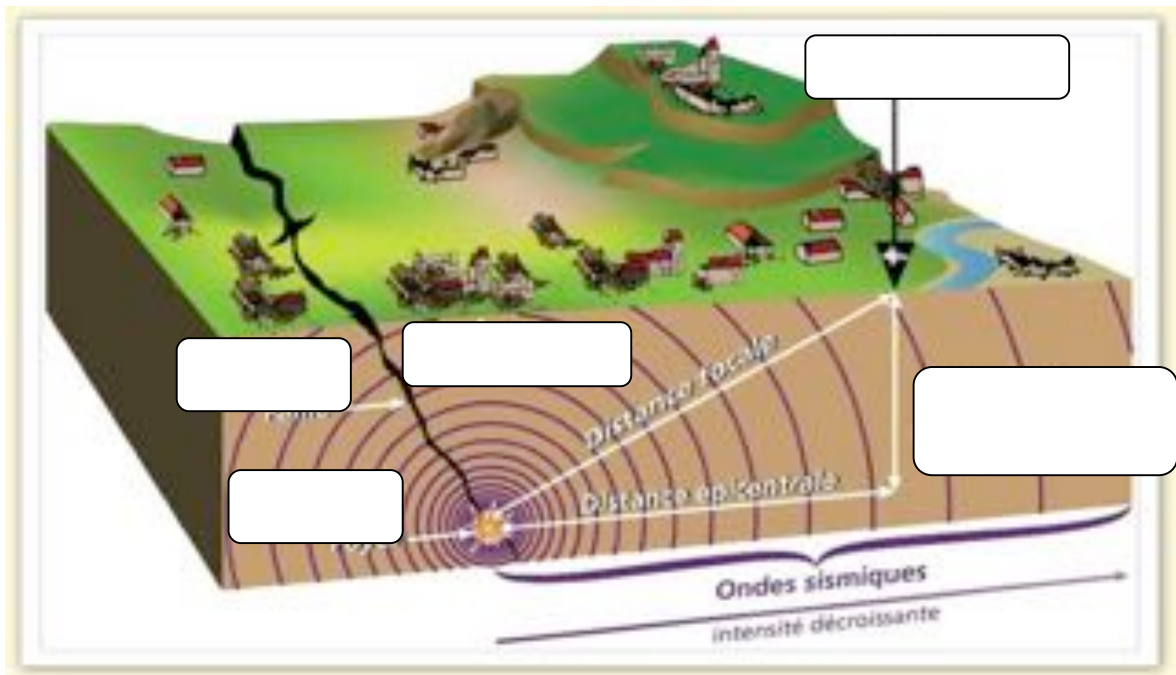 Distance focale
Distance épicentrale
Ondes sismiques
intensité décroissante